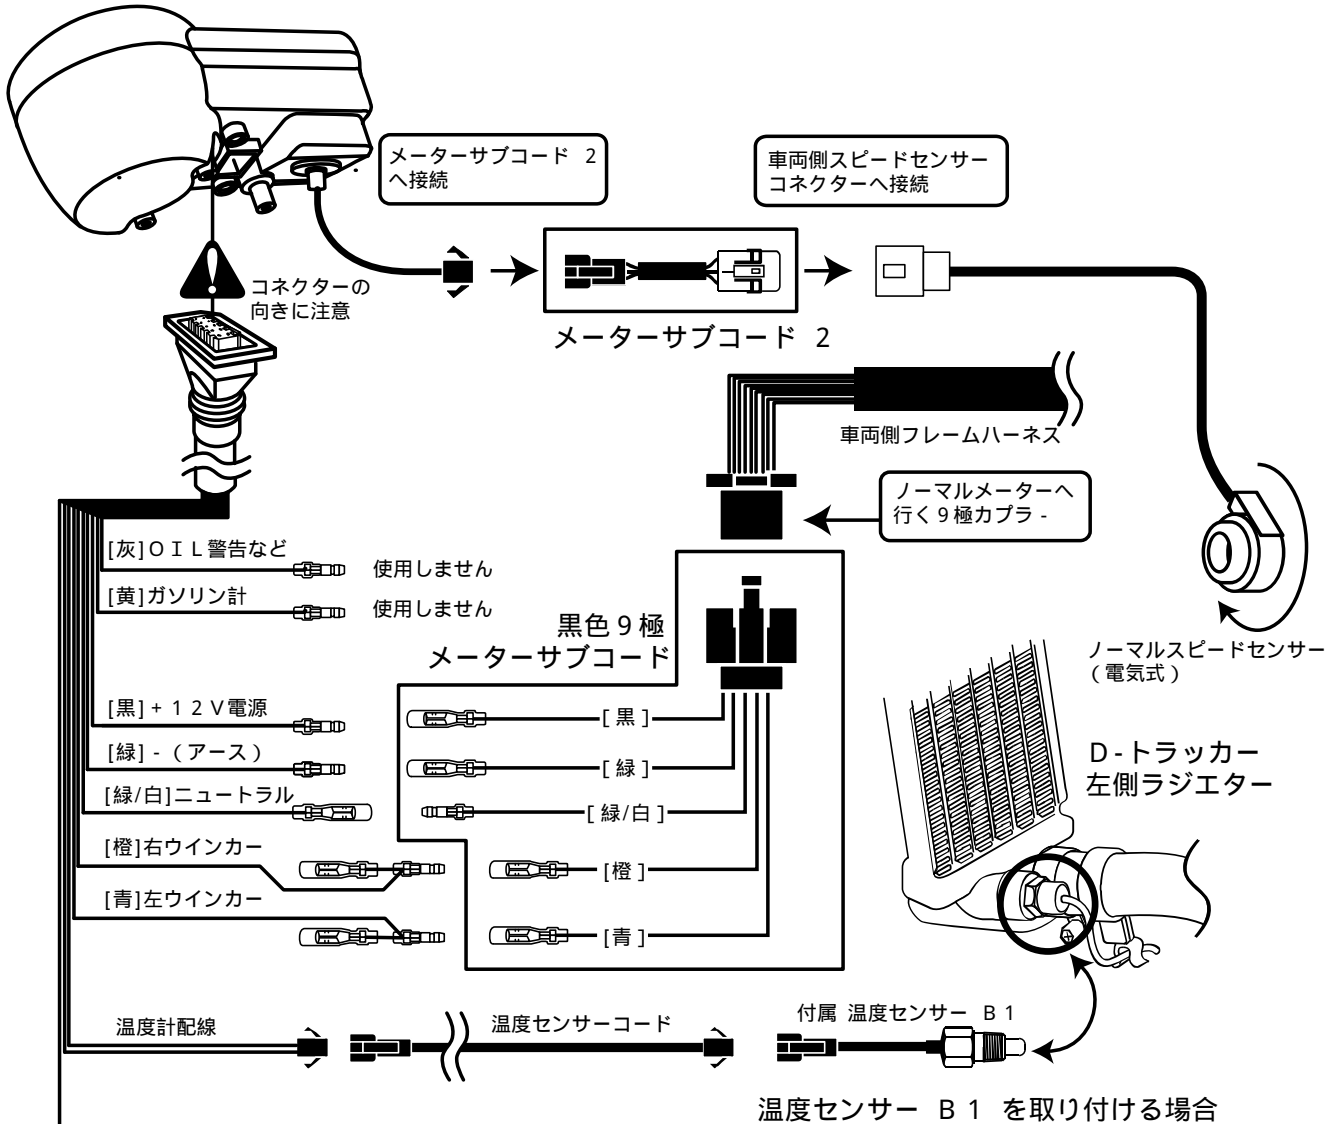 メーターサブコード 2
へ接続
車両側スピードセンサー
コネクターへ接続
コネクターの
向きに注意
メーターサブコード 2
車両側フレームハーネス
ノーマルメーターへ
行く9極カプラ-
[灰]OIL警告など
使用しません
[黄]ガソリン計
使用しません
黒色9極
メーターサブコード
ノーマルスピードセンサー
(電気式)
[黒]+12V電源
[黒]
[緑]-(アース)
[緑]
D-トラッカー
左側ラジエター
[緑/白]ニュートラル
[緑/白]
[橙]右ウインカー
[橙]
[青]左ウインカー
[青]
温度計配線
温度センサーコード
付属 温度センサー B1
温度センサー B1 を取り付ける場合